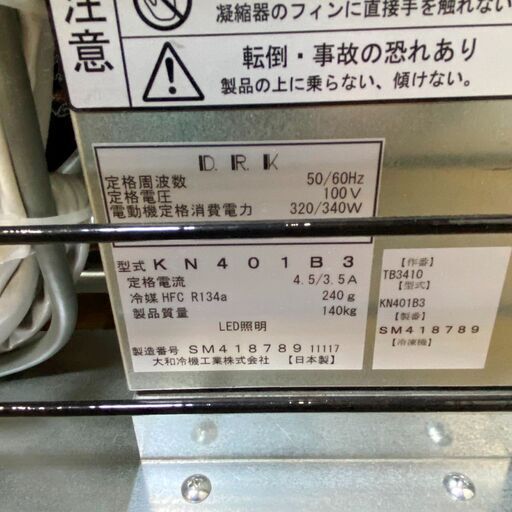 注意
凝縮器のフィンに直接手を触れない
転倒・事故の恐れあり
製品の上に乗らない、傾けない。
D.R.K
定格周波数 50/60Hz
定格電圧 100V
電動機定格消費電力 320/340W
型式 KN401B3
定格電流 4.5/3.5A
冷媒 HFC R134a 240g
製品質量 140kg
LED照明
製造番号 SM418789 11117
大和冷機工業株式会社 【日本製】
【作番】
TB3410
【型式】
KN401B3
【製番】
SM418789
【冷凍機】